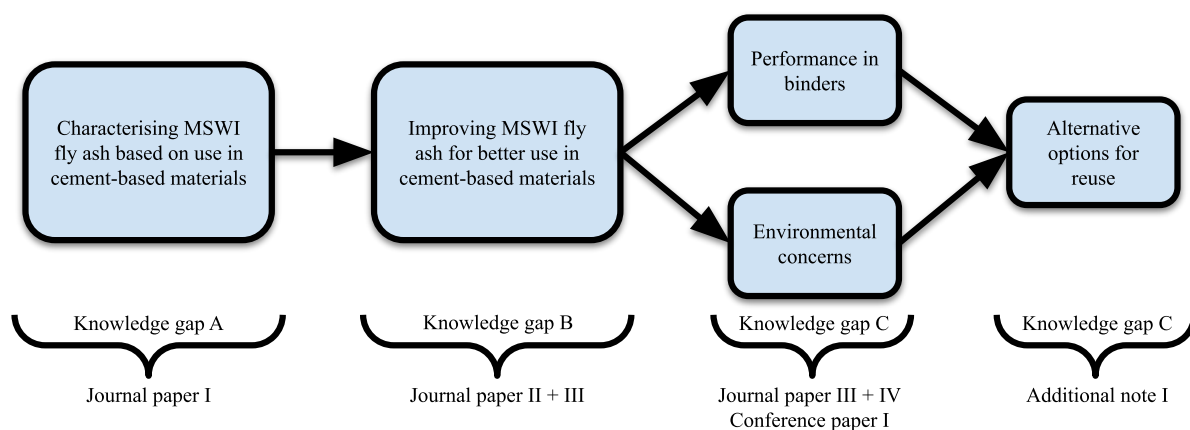 Characterising MSWI
fly ash based on use in
cement-based materials
Improving MSWI fly
ash for better use in
cement-based materials
Performance in
binders
Environmental
concerns
Alternative
options for
reuse
Knowledge gap A
Journal paper I
Knowledge gap B
Journal paper II + III
Knowledge gap C
Journal paper III + IV
Conference paper I
Knowledge gap C
Additional note I